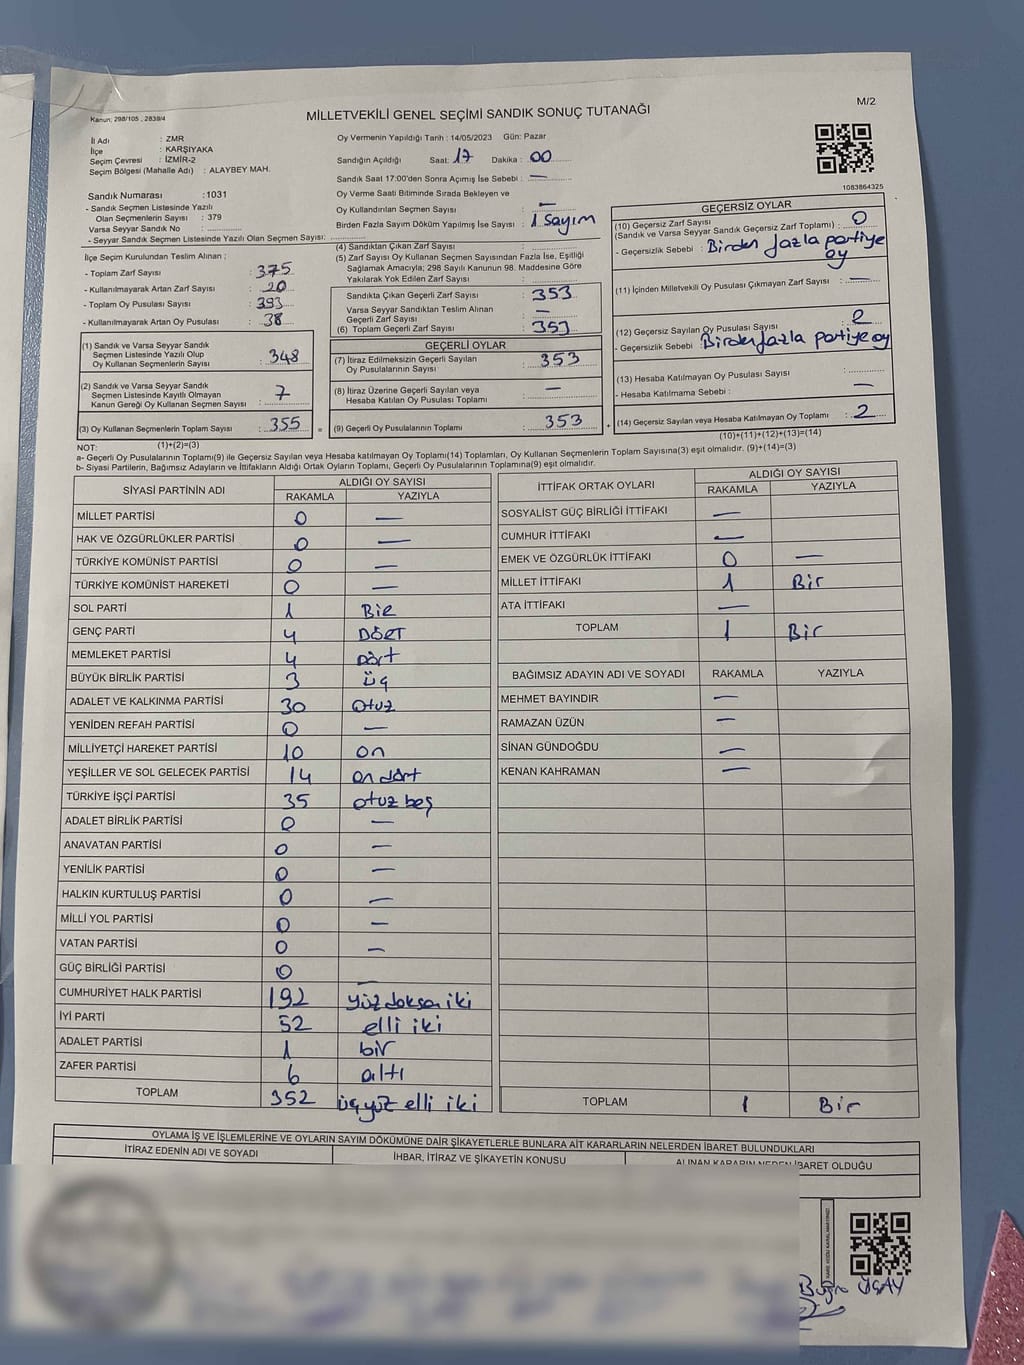 M/2
Kanun: 298/105 , 2839/4
MİLLETVEKİLİ GENEL SEÇİMİ SANDIK SONUÇ TUTANAĞI
İl Adı : ZMR
İlçe : KARŞIYAKA
Seçim Çevresi : İZMİR-2
Seçim Bölgesi (Mahalle Adı) : ALAYBEY MAH.
Oy Vermenin Yapıldığı Tarih : 14/05/2023 Gün: Pazar
Sandığın Açıldığı Saat: 17 Dakika : 00
Sandık Saat 17:00'den Sonra Açımış İse Sebebi : —
Oy Verme Saati Bitiminde Sırada Bekleyen ve
Oy Kullandırılan Seçmen Sayısı : —
Birden Fazla Sayım Döküm Yapılmış İse Sayısı : 1 sayım
1083864325
Sandık Numarası :1031
- Sandık Seçmen Listesinde Yazılı
Olan Seçmenlerin Sayısı : 379
Varsa Seyyar Sandık No :
- Seyyar Sandık Seçmen Listesinde Yazılı Olan Seçmen Sayısı:
İlçe Seçim Kurulundan Teslim Alınan ;
- Toplam Zarf Sayısı : 375
- Kullanılmayarak Artan Zarf Sayısı : 20
- Toplam Oy Pusulası Sayısı : 393
- Kullanılmayarak Artan Oy Pusulası : 38
(1) Sandık ve Varsa Seyyar Sandık
Seçmen Listesinde Yazılı Olup
Oy Kullanan Seçmenlerin Sayısı : 348
(2) Sandık ve Varsa Seyyar Sandık
Seçmen Listesinde Kayıtlı Olmayan
Kanun Gereği Oy Kullanan Seçmen Sayısı : 7
(3) Oy Kullanan Seçmenlerin Toplam Sayısı : 355
(4) Sandıktan Çıkan Zarf Sayısı :
(5) Zarf Sayısı Oy Kullanan Seçmen Sayısından Fazla İse, Eşitliği
Sağlamak Amacıyla; 298 Sayılı Kanunun 98. Maddesine Göre
Yakılarak Yok Edilen Zarf Sayısı :
Sandıkta Çıkan Geçerli Zarf Sayısı : 353
Varsa Seyyar Sandıktan Teslim Alınan
Geçerli Zarf Sayısı : —
(6) Toplam Geçerli Zarf Sayısı : 353
GEÇERLİ OYLAR
(7) İtiraz Edilmeksizin Geçerli Sayılan
Oy Pusulalarının Sayısı : 353
(8) İtiraz Üzerine Geçerli Sayılan veya
Hesaba Katılan Oy Pusulası Toplamı : —
= (9) Geçerli Oy Pusulalarının Toplamı : 353
GEÇERSİZ OYLAR
(10) Geçersiz Zarf Sayısı
(Sandık ve Varsa Seyyar Sandık Geçersiz Zarf Toplamı) : 0
- Geçersizlik Sebebi : Birden fazla partiye
oy
(11) İçinden Milletvekili Oy Pusulası Çıkmayan Zarf Sayısı : —
(12) Geçersiz Sayılan Oy Pusulası Sayısı : 2
- Geçersizlik Sebebi : Birden fazla partiye oy
(13) Hesaba Katılmayan Oy Pusulası Sayısı :
- Hesaba Katılmama Sebebi : —
+ (14) Geçersiz Sayılan veya Hesaba Katılmayan Oy Toplamı : 2
NOT: (1)+(2)=(3)
(10)+(11)+(12)+(13)=(14)
a- Geçerli Oy Pusulalarının Toplamı(9) ile Geçersiz Sayılan veya Hesaba katılmayan Oy Toplamı(14) Toplamları, Oy Kullanan Seçmenlerin Toplam Sayısına(3) eşit olmalıdır. (9)+(14)=(3)
b- Siyasi Partilerin, Bağımsız Adayların ve İttifakların Aldığı Ortak Oyların Toplamı, Geçerli Oy Pusulalarının Toplamına(9) eşit olmalıdır.
SİYASİ PARTİNİN ADI ALDIĞI OY SAYISI
RAKAMLA YAZIYLA
MİLLET PARTİSİ 0 —
HAK VE ÖZGÜRLÜKLER PARTİSİ 0 —
TÜRKİYE KOMÜNİST PARTİSİ 0 —
TÜRKİYE KOMÜNİST HAREKETİ 0 —
SOL PARTİ 1 Bir
GENÇ PARTİ 4 DÖRT
MEMLEKET PARTİSİ 4 Dört
BÜYÜK BİRLİK PARTİSİ 3 üç
ADALET VE KALKINMA PARTİSİ 30 otuz
YENİDEN REFAH PARTİSİ 0 —
MİLLİYETÇİ HAREKET PARTİSİ 10 on
YEŞİLLER VE SOL GELECEK PARTİSİ 14 on dört
TÜRKİYE İŞÇİ PARTİSİ 35 otuz beş
ADALET BİRLİK PARTİSİ 0 —
ANAVATAN PARTİSİ 0 —
YENİLİK PARTİSİ 0 —
HALKIN KURTULUŞ PARTİSİ 0 —
MİLLİ YOL PARTİSİ 0 —
VATAN PARTİSİ 0 —
GÜÇ BİRLİĞİ PARTİSİ 0 —
CUMHURİYET HALK PARTİSİ 192 yüz doksan iki
İYİ PARTİ 52 elli iki
ADALET PARTİSİ 1 bir
ZAFER PARTİSİ 6 altı
TOPLAM 352 üçyüz elli iki
İTTİFAK ORTAK OYLARI ALDIĞI OY SAYISI
RAKAMLA YAZIYLA
SOSYALİST GÜÇ BİRLİĞİ İTTİFAKI —
CUMHUR İTTİFAKI —
EMEK VE ÖZGÜRLÜK İTTİFAKI 0 —
MİLLET İTTİFAKI 1 Bir
ATA İTTİFAKI —
TOPLAM 1 Bir
BAĞIMSIZ ADAYIN ADI VE SOYADI RAKAMLA YAZIYLA
MEHMET BAYINDIR —
RAMAZAN ÜZÜN —
SİNAN GÜNDOĞDU —
KENAN KAHRAMAN —
TOPLAM 1 Bir
OYLAMA İŞ VE İŞLEMLERİNE VE OYLARIN SAYIM DÖKÜMÜNE DAİR ŞİKAYETLERLE BUNLARA AİT KARARLARIN NELERDEN İBARET BULUNDUKLARI
İTİRAZ EDENİN ADI VE SOYADI İHBAR, İTİRAZ VE ŞİKAYETİN KONUSU ALINAN KARARIN NEDEN İBARET OLDUĞU